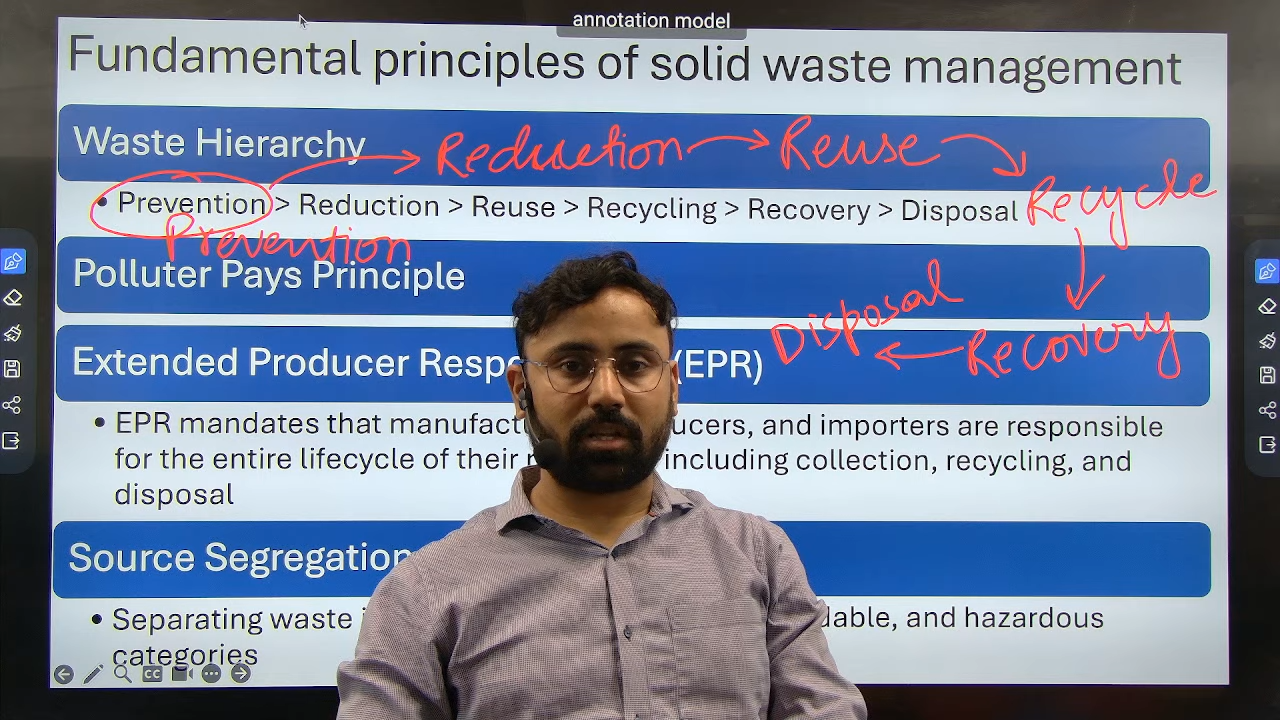 annotation model
Fundamental principles of solid waste management
Waste Hierarchy
Reduction
Reuse
Recycle
• Prevention > Reduction > Reuse > Recycling > Recovery > Disposal
Prevention
Polluter Pays Principle
Disposal
Recovery
Extended Producer Resp (EPR)
• EPR mandates that manufact ucers, and importers are responsible
for the entire lifecycle of their including collection, recycling, and
disposal
Source Segregation
• Separating waste dable, and hazardous
categories
CC